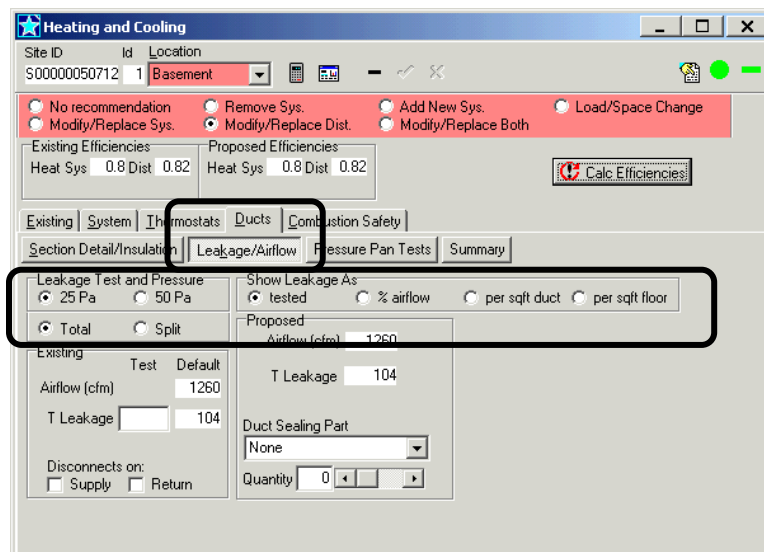 Heating and Cooling
Site ID Id Location
S00000050712 1 Basement
No recommendation Remove Sys. Add New Sys. Load/Space Change
Modify/Replace Sys. Modify/Replace Dist. Modify/Replace Both
Existing Efficiencies Proposed Efficiencies
Heat Sys 0.8 Dist 0.82 Heat Sys 0.8 Dist 0.82 Calc Efficiencies
Existing System Thermostats Ducts Combustion Safety
Section Detail/Insulation Leakage/Airflow Pressure Pan Tests Summary
Leakage Test and Pressure Show Leakage As
25 Pa 50 Pa tested % airflow per sqft duct per sqft floor
Total Split Proposed
Airflow (cfm) 1260
Existing
Test Default
T Leakage 104
Airflow (cfm) 1260
T Leakage 104
Duct Sealing Part
None
Disconnects on:
Supply Return Quantity 0